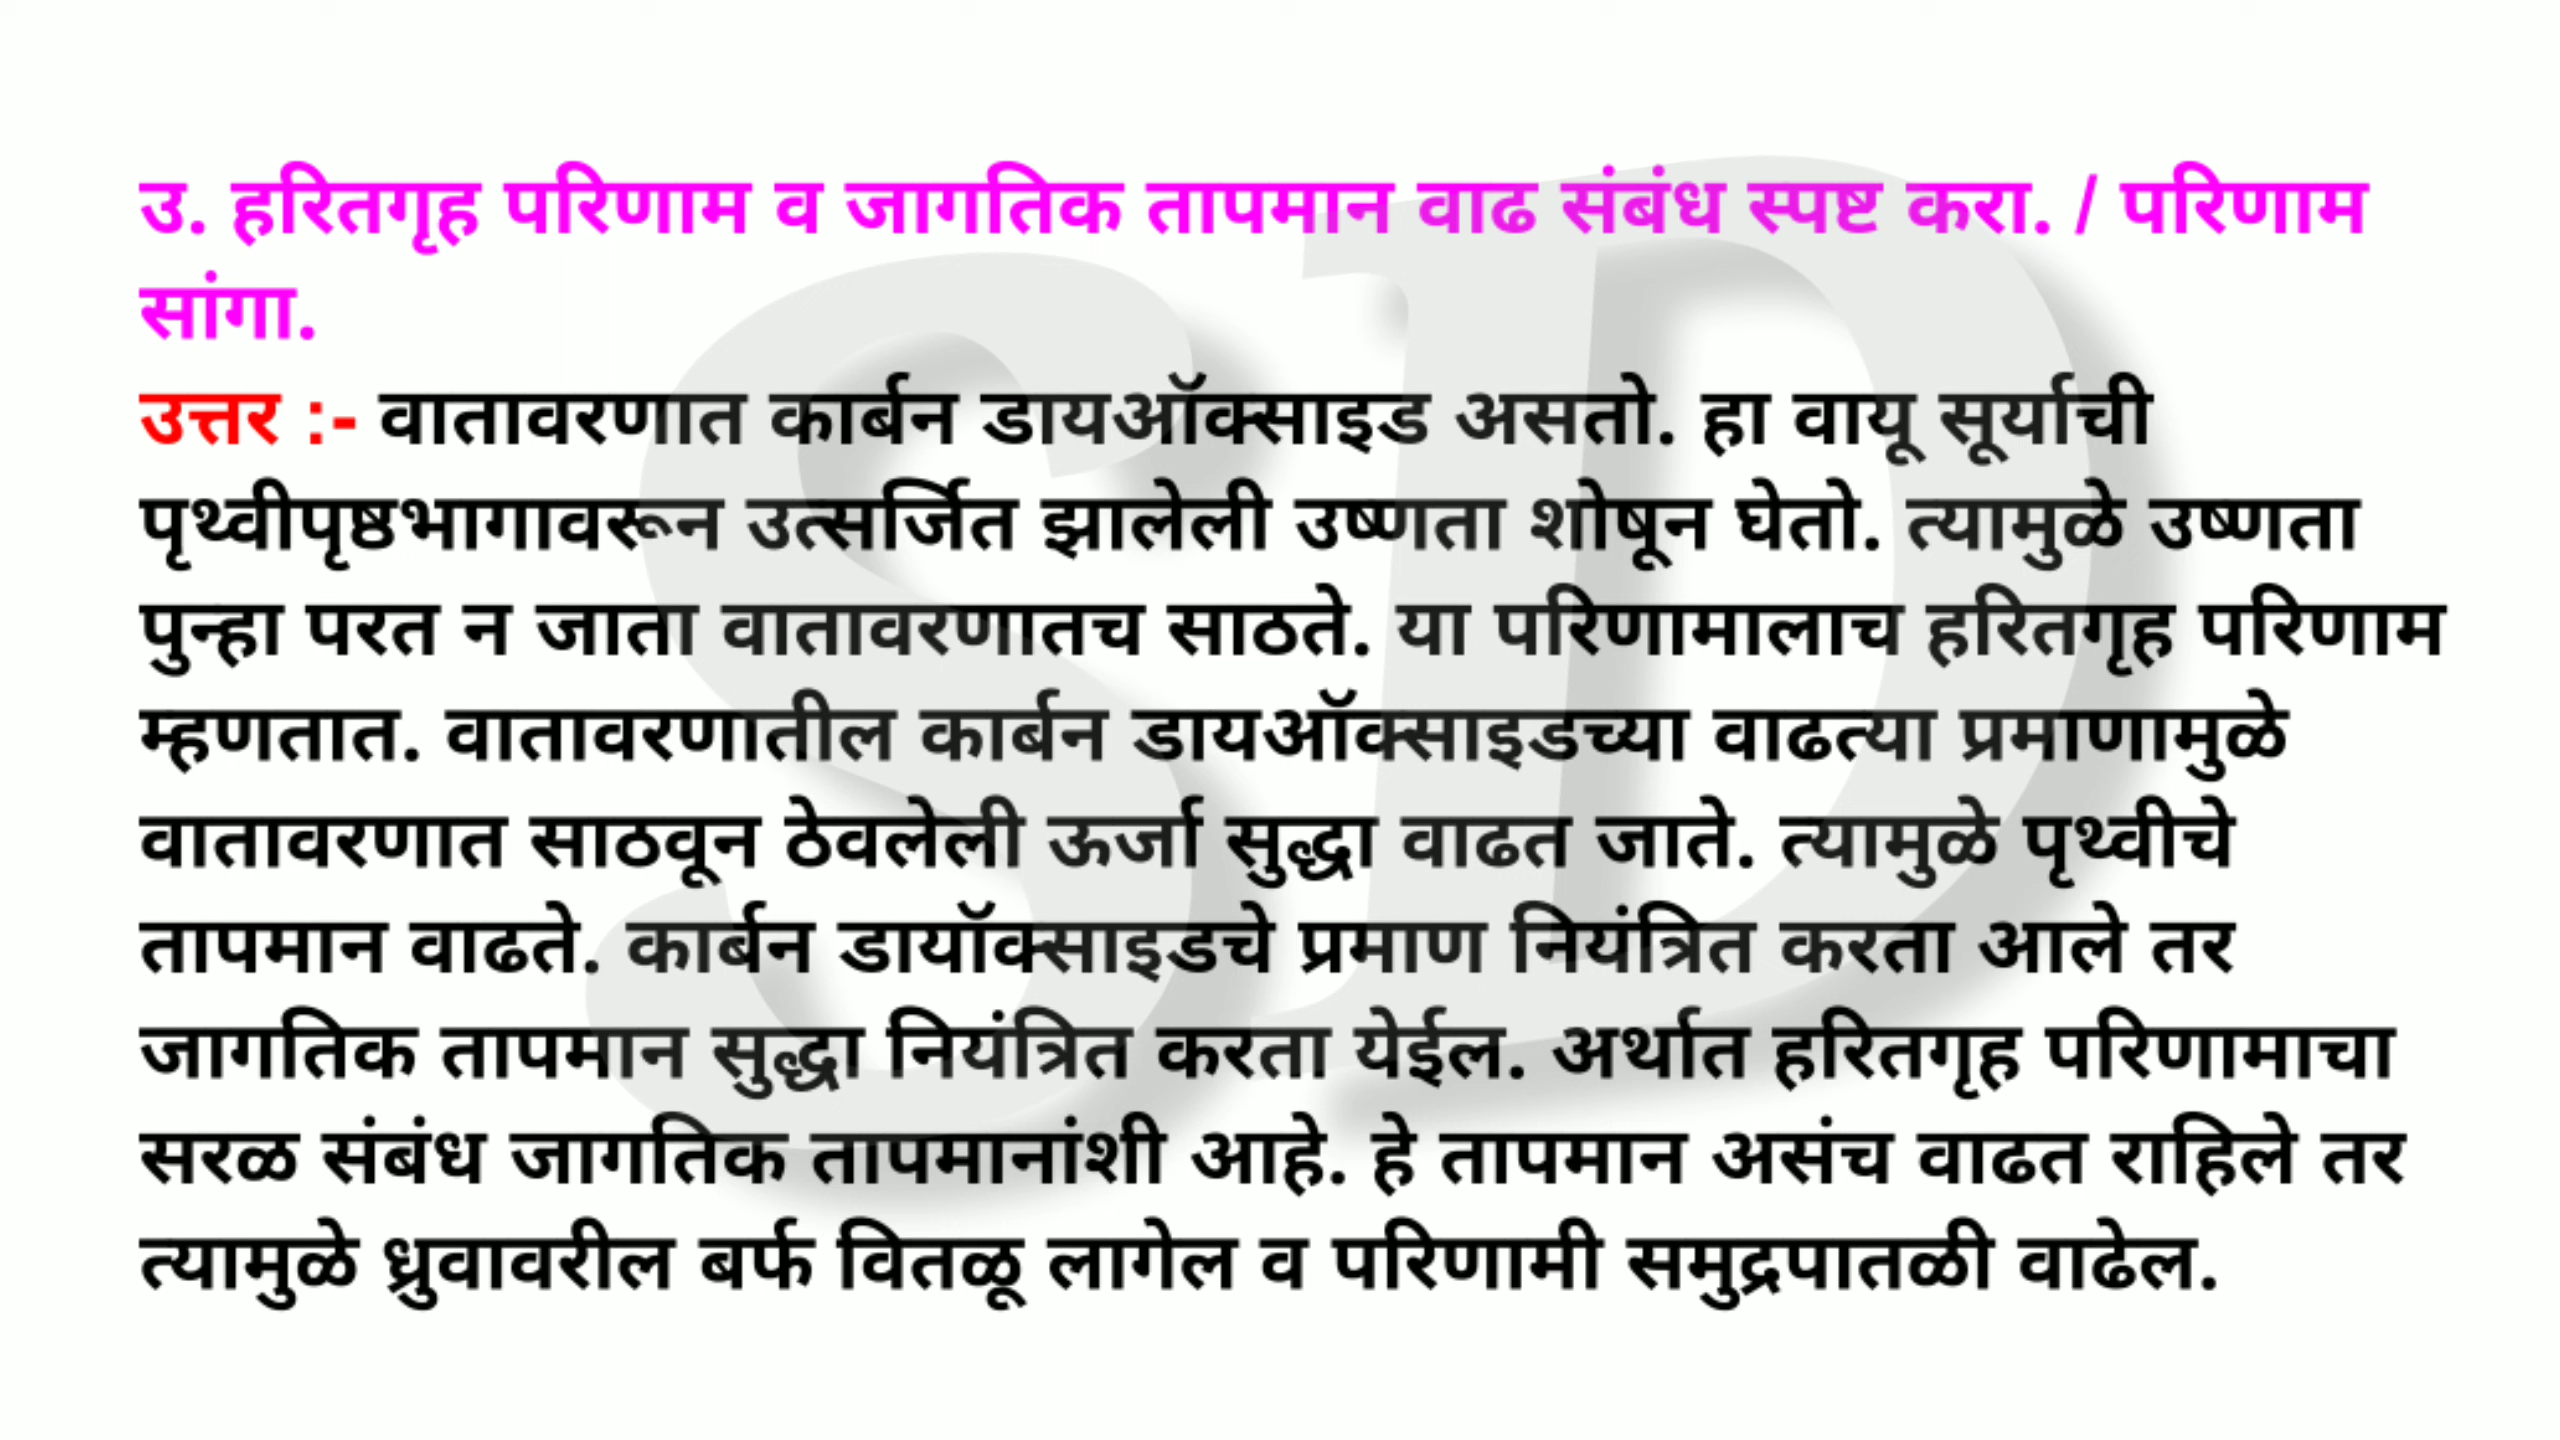 उ. हरितगृह परिणाम व जागतिक तापमान वाढ संबंध स्पष्ट करा. / परिणाम
सांगा.
उत्तर :- वातावरणात कार्बन डायऑक्साइड असतो. हा वायू सूर्याची
पृथ्वीपृष्ठभागावरून उत्सर्जित झालेली उष्णता शोषून घेतो. त्यामुळे उष्णता
पुन्हा परत न जाता वातावरणातच साठते. या परिणामालाच हरितगृह परिणाम
म्हणतात. वातावरणातील कार्बन डायऑक्साइडच्या वाढत्या प्रमाणामुळे
वातावरणात साठवून ठेवलेली ऊर्जा सुद्धा वाढत जाते. त्यामुळे पृथ्वीचे
तापमान वाढते. कार्बन डायॉक्साइडचे प्रमाण नियंत्रित करता आले तर
जागतिक तापमान सुद्धा नियंत्रित करता येईल. अर्थात हरितगृह परिणामाचा
सरळ संबंध जागतिक तापमानांशी आहे. हे तापमान असंच वाढत राहिले तर
त्यामुळे ध्रुवावरील बर्फ वितळू लागेल व परिणामी समुद्रपातळी वाढेल.
SD